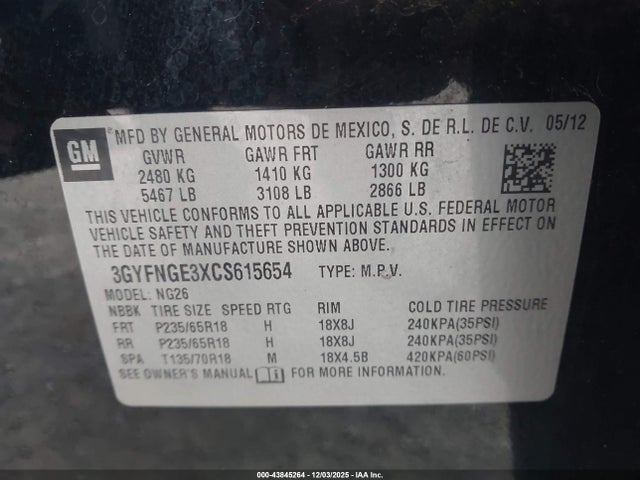 GM
MFD BY GENERAL MOTORS DE MEXICO, S. DE R.L. DE C.V. 05/12
GVWR GAWR FRT GAWR RR
2480 KG 1410 KG 1300 KG
5467 LB 3108 LB 2866 LB
THIS VEHICLE CONFORMS TO ALL APPLICABLE U.S. FEDERAL MOTOR
VEHICLE SAFETY AND THEFT PREVENTION STANDARDS IN EFFECT ON
THE DATE OF MANUFACTURE SHOWN ABOVE.
3GYFNGE3XCS615654 TYPE: M.P.V.
MODEL: NG26
NBBK TIRE SIZE SPEED RTG RIM COLD TIRE PRESSURE
FRT P235/65R18 H 18X8J 240KPA(35PSI)
RR P235/65R18 H 18X8J 240KPA(35PSI)
SPA T135/70R18 M 18X4.5B 420KPA(60PSI)
SEE OWNER'S MANUAL FOR MORE INFORMATION.
000-43845264 - 12/03/2025 - IAA Inc.